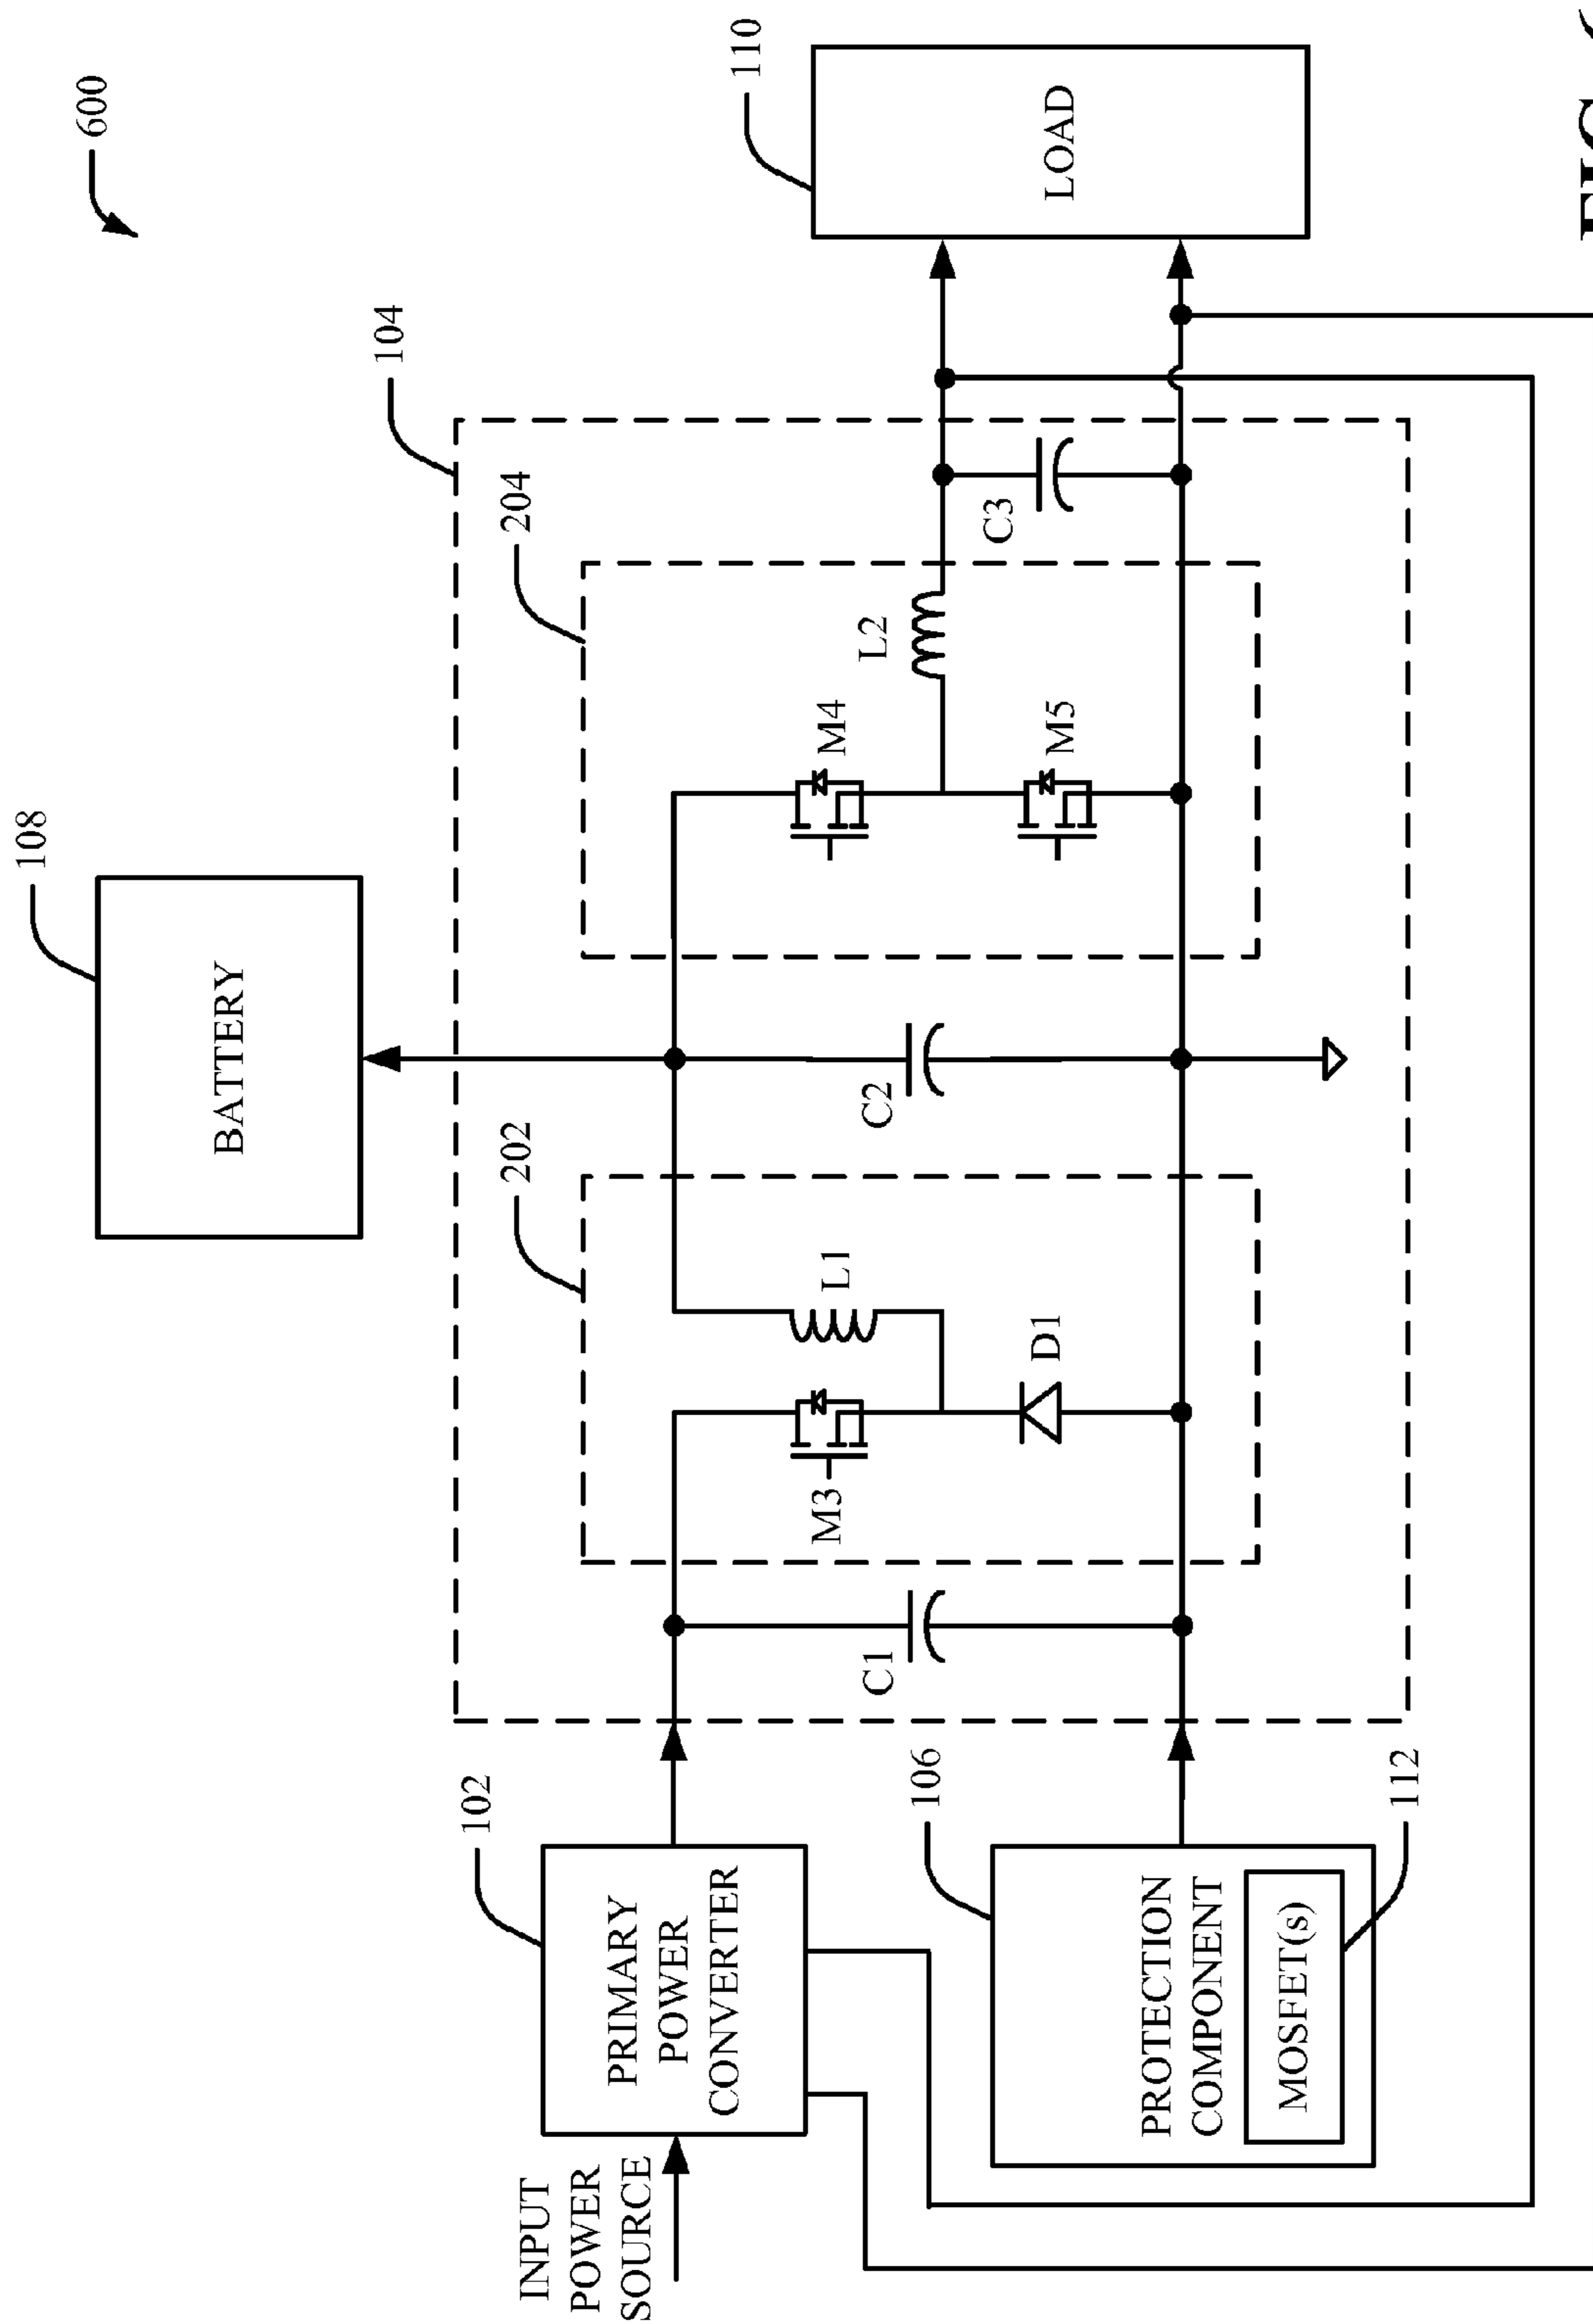 600
108
BATTERY
104
202
204
110
LOAD
102
PRIMARY
POWER
CONVERTER
INPUT
POWER
SOURCE
M3
L1
D1
C1
C2
M4
M5
L2
C3
106
PROTECTION
COMPONENT
MOSFET(s)
112